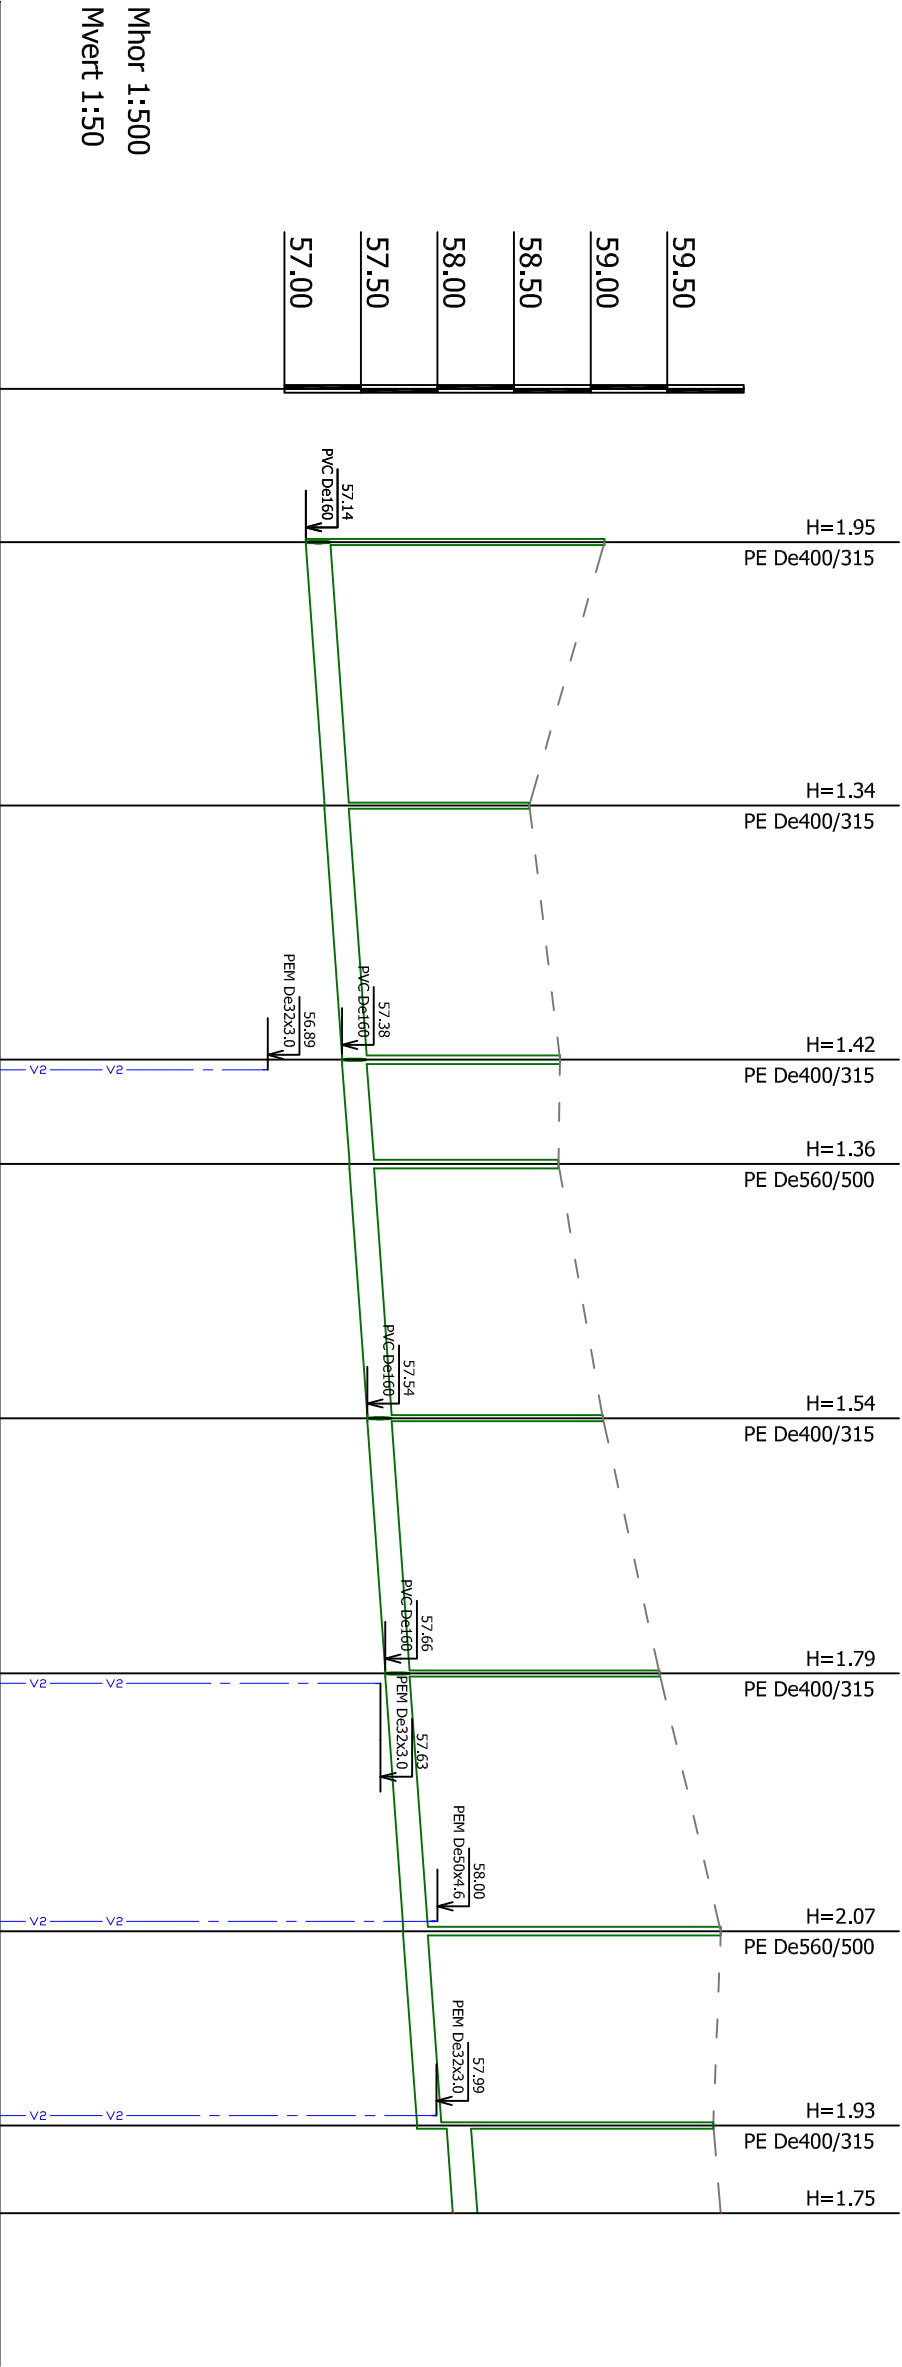 Mhor 1:500
Mvert 1:50
59.50
59.00
58.50
58.00
57.50
57.00
H=1.95
PE De400/315
57.14
PVC De160
H=1.34
PE De400/315
H=1.42
PE De400/315
57.38
PVC De160
56.89
PEM De32x3.0
V2
V2
H=1.36
PE De560/500
H=1.54
PE De400/315
57.54
PVC De160
H=1.79
PE De400/315
57.66
PVC De160
57.63
PEM De32x3.0
V2
V2
H=2.07
PE De560/500
58.00
PEM De50x4.6
V2
V2
H=1.93
PE De400/315
57.99
PEM De32x3.0
V2
V2
H=1.75